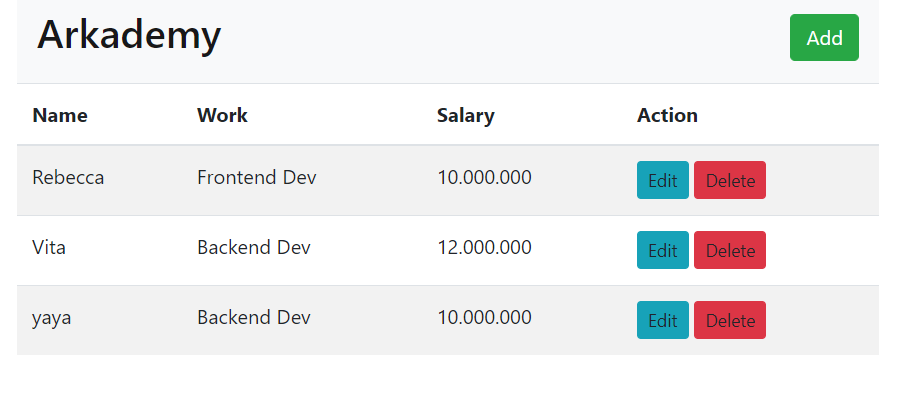 Arkademy Add
Name Work Salary Action
Rebecca Frontend Dev 10.000.000 Edit Delete
Vita Backend Dev 12.000.000 Edit Delete
yaya Backend Dev 10.000.000 Edit Delete